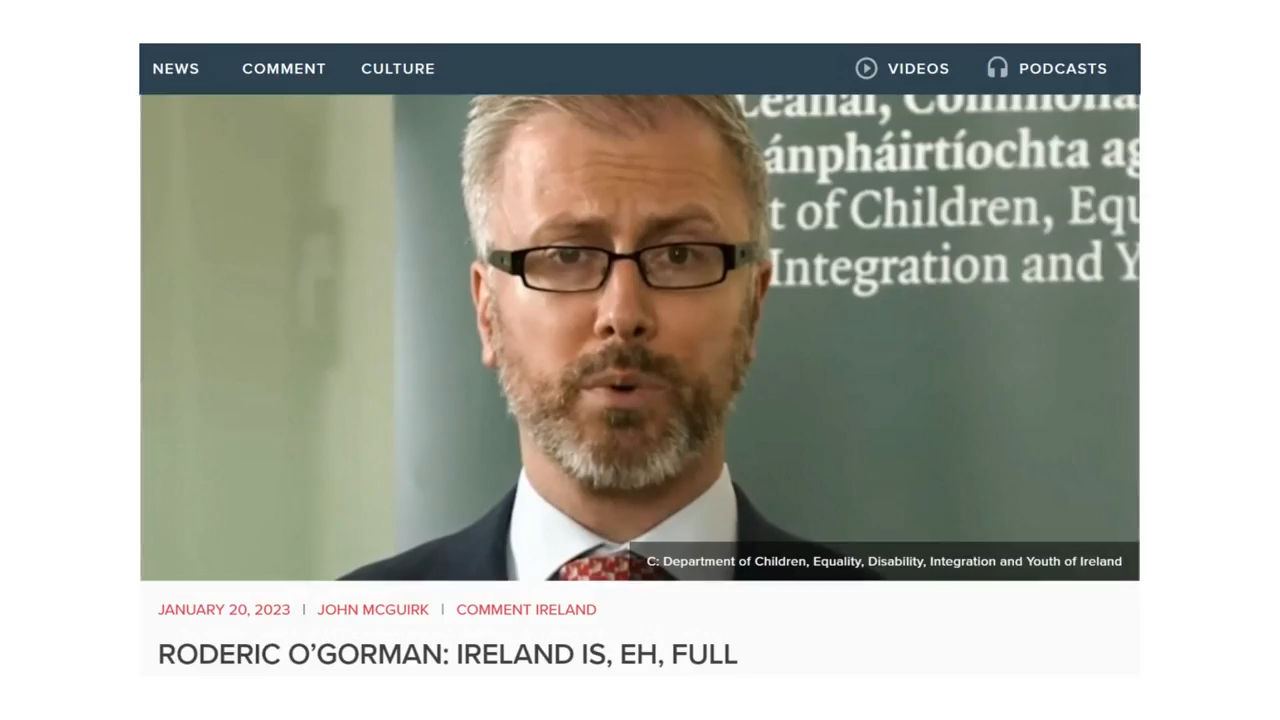 NEWS COMMENT CULTURE VIDEOS PODCASTS
ánpháirtíochta ag
t of Children, Equ
Integration and Y
C: Department of Children, Equality, Disability, Integration and Youth of Ireland
JANUARY 20, 2023 | JOHN MCGUIRK | COMMENT IRELAND
RODERIC O'GORMAN: IRELAND IS, EH, FULL